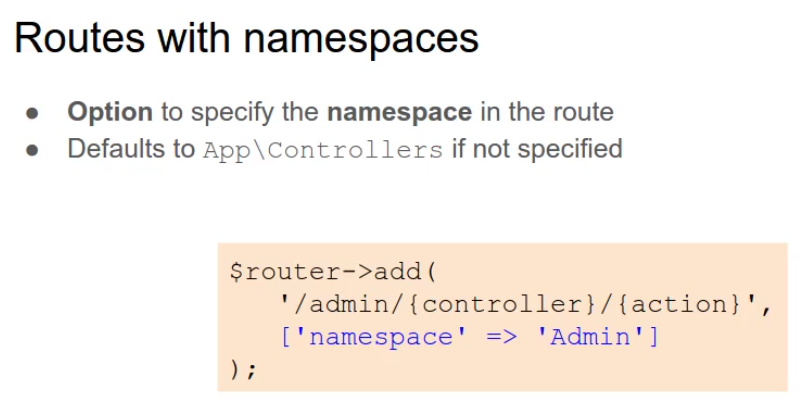 Routes with namespaces
● Option to specify the namespace in the route
● Defaults to App\Controllers if not specified
$router->add(
'/admin/{controller}/{action}',
['namespace' => 'Admin']
);